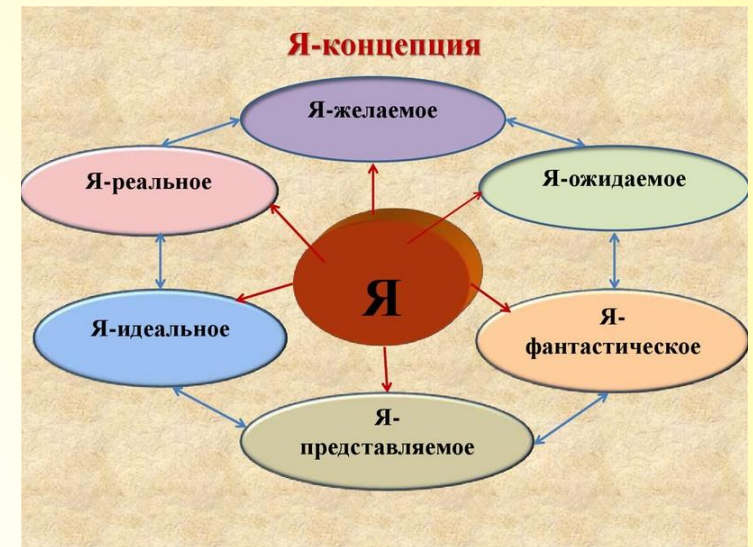 Я-концепция
Я-желаемое
Я-реальное
Я-ожидаемое
Я
Я-идеальное
Я-
фантастическое
Я-
представляемое